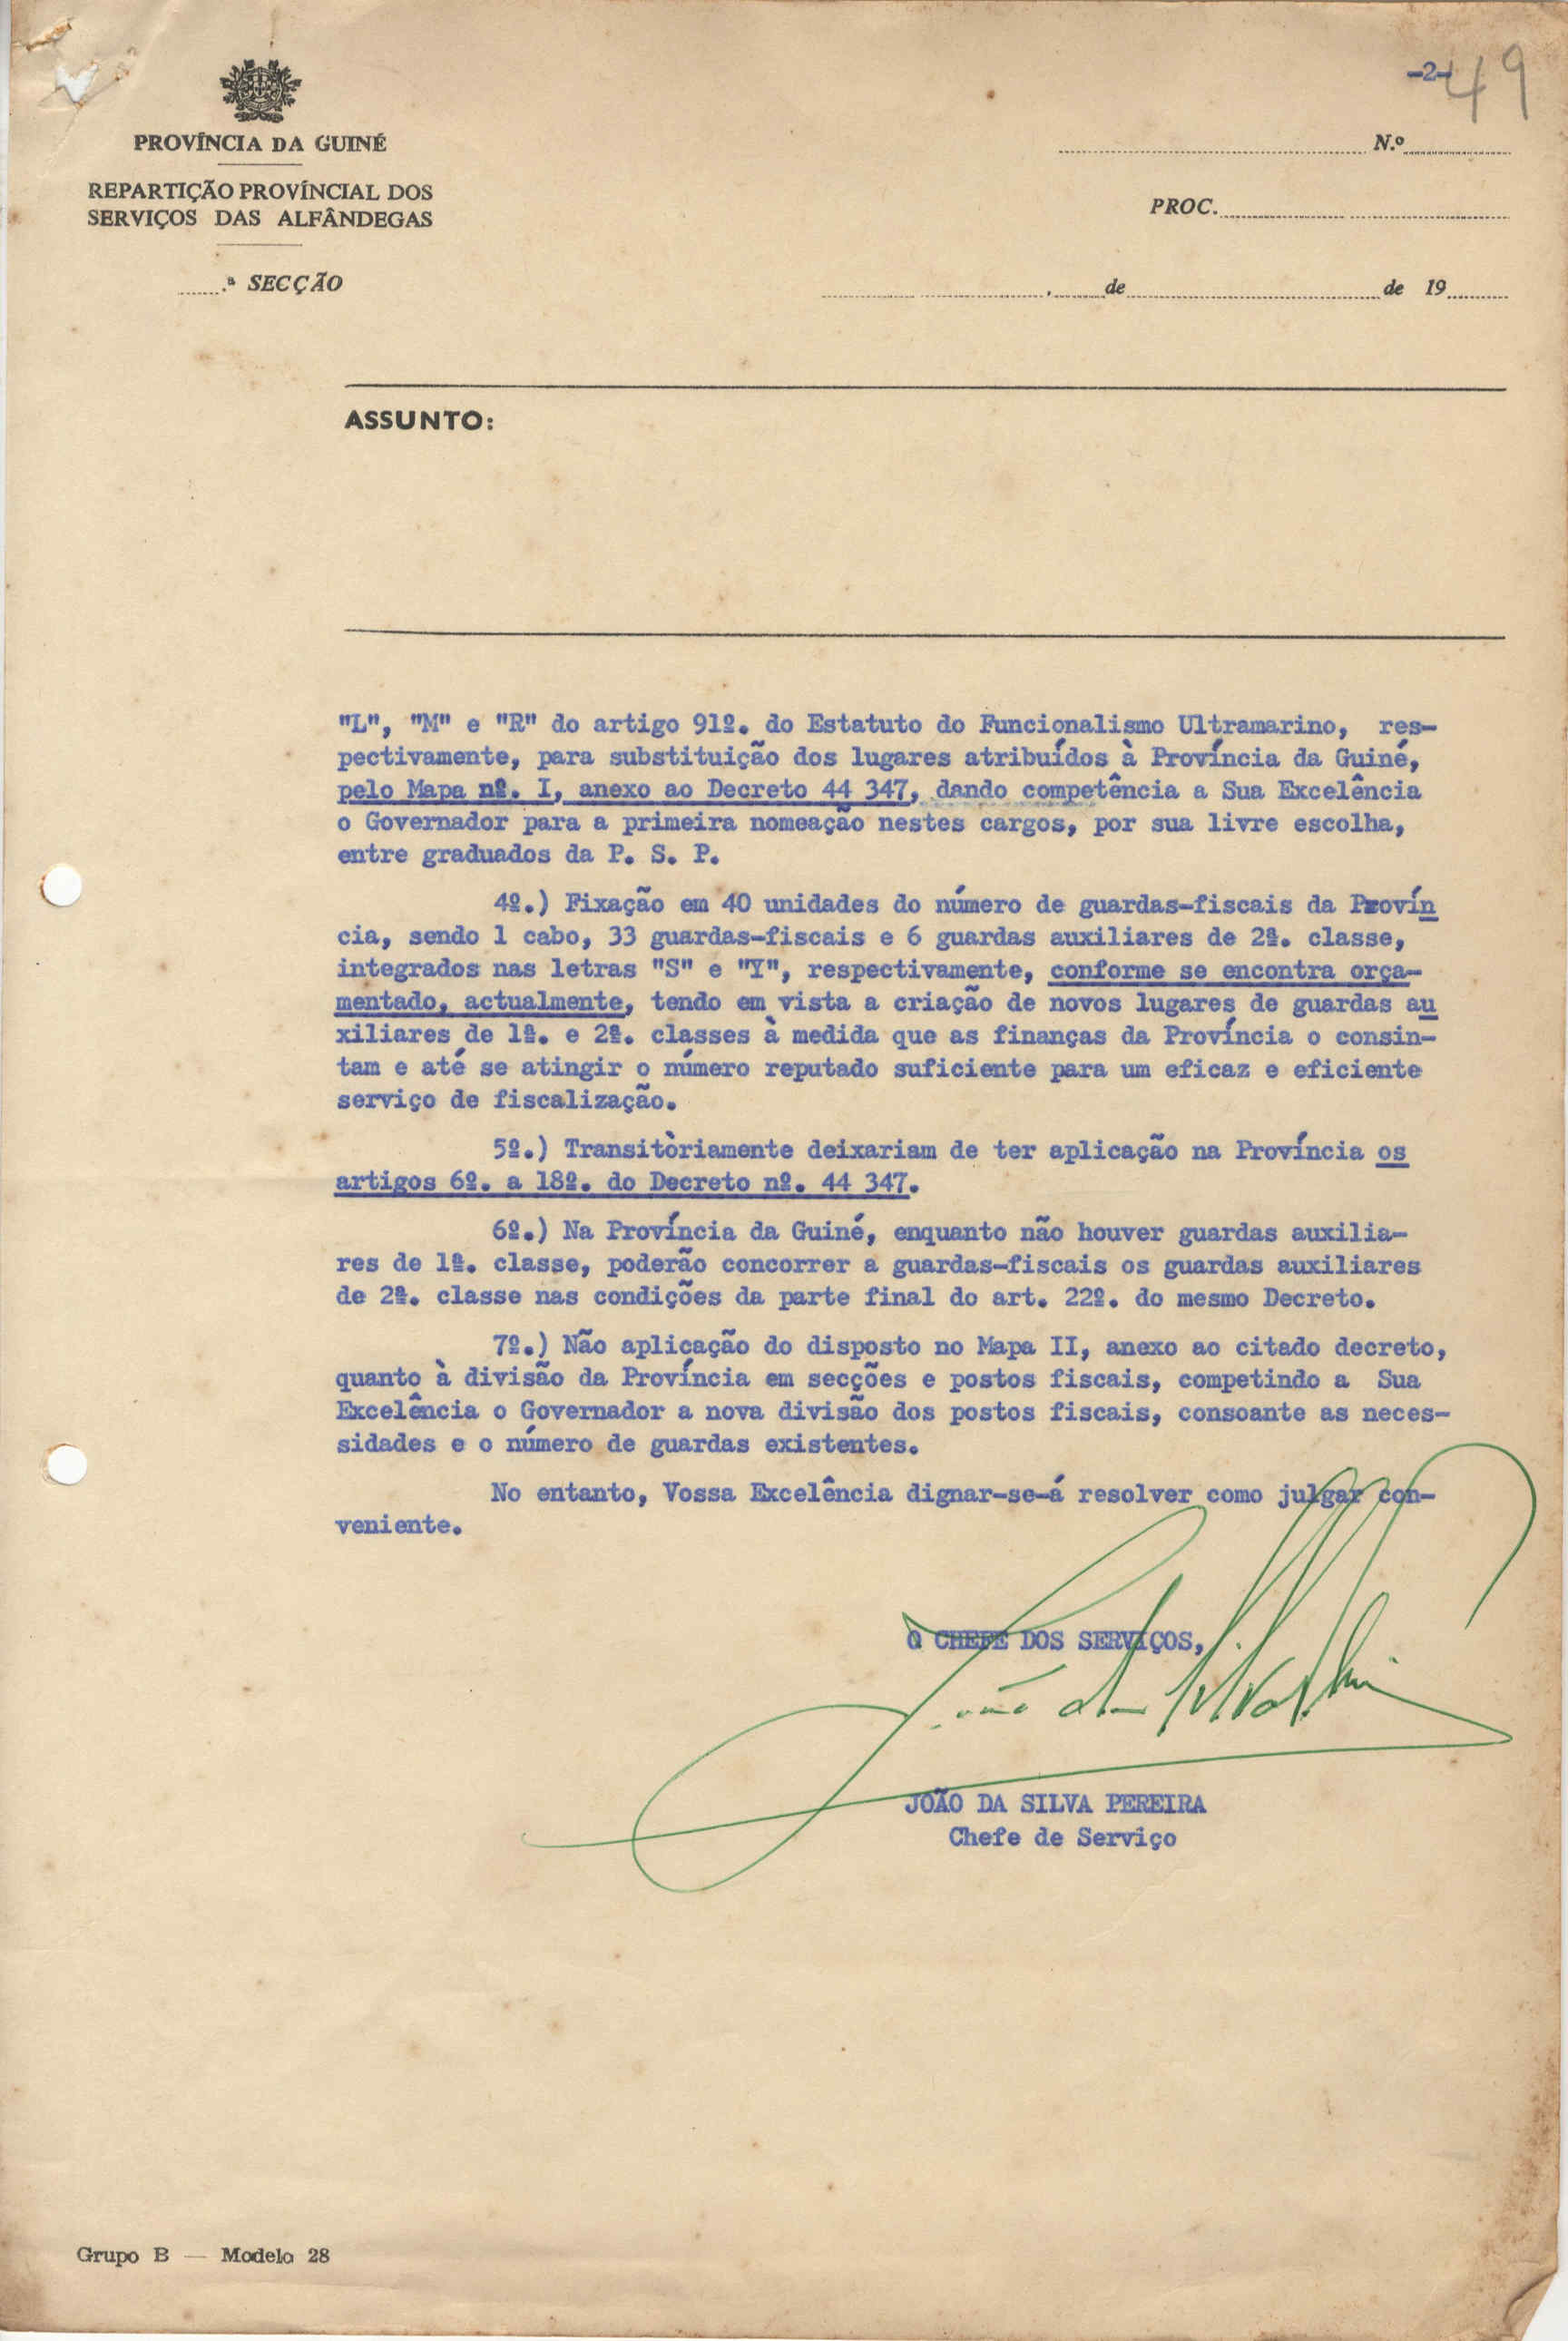 -2-
49
PROVÍNCIA DA GUINÉ
REPARTIÇÃO PROVÍNCIAL DOS
SERVIÇOS DAS ALFÂNDEGAS
.ª SECÇÃO
N.º
PROC.
, de de 19
ASSUNTO:
"L", "M" e "R" do artigo 91º. do Estatuto do Funcionalismo Ultramarino, res-
pectivamente, para substituição dos lugares atribuídos à Província da Guiné,
pelo Mapa nº. I, anexo ao Decreto 44 347, dando competência a Sua Excelência
o Governador para a primeira nomeação nestes cargos, por sua livre escolha,
entre graduados da P. S. P.
4º.) Fixação em 40 unidades do número de guardas-fiscais da Provín
cia, sendo 1 cabo, 33 guardas-fiscais e 6 guardas auxiliares de 2ª. classe,
integrados nas letras "S" e "Y", respectivamente, conforme se encontra orça-
mentado, actualmente, tendo em vista a criação de novos lugares de guardas au
xiliares de 1ª. e 2ª. classes à medida que as finanças da Província o consin-
tam e até se atingir o número reputado suficiente para um eficaz e eficiente
serviço de fiscalização.
5º.) Transitòriamente deixariam de ter aplicação na Província os
artigos 6º. a 18º. do Decreto nº. 44 347.
6º.) Na Província da Guiné, enquanto não houver guardas auxilia-
res de 1ª. classe, poderão concorrer a guardas-fiscais os guardas auxiliares
de 2ª. classe nas condições da parte final do art. 22º. do mesmo Decreto.
7º.) Não aplicação do disposto no Mapa II, anexo ao citado decreto,
quanto à divisão da Província em secções e postos fiscais, competindo a Sua
Excelência o Governador a nova divisão dos postos fiscais, consoante as neces-
sidades e o número de guardas existentes.
No entanto, Vossa Excelência dignar-se-á resolver como julgar con-
veniente.
O CHEFE DOS SERVIÇOS,
João da Silva
JOÃO DA SILVA PEREIRA
Chefe de Serviço
Grupo B — Modelo 28